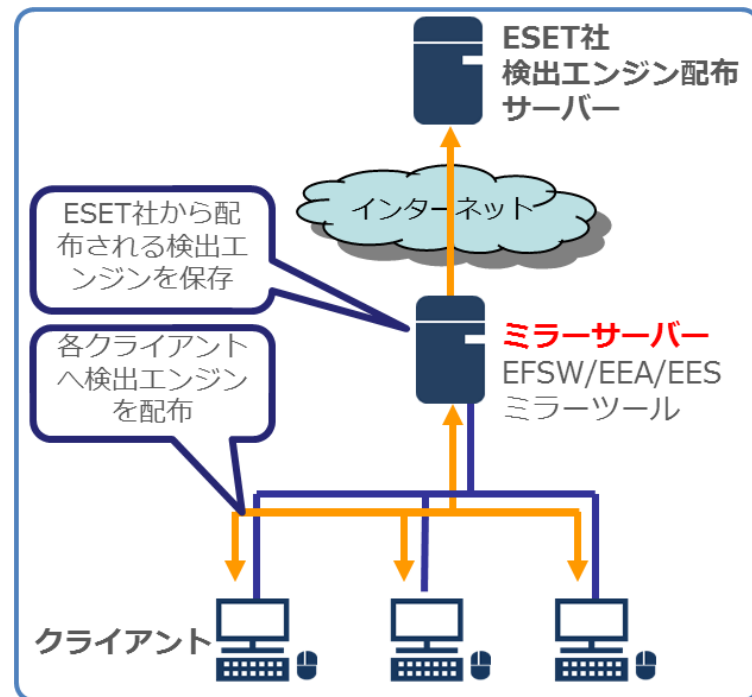 ESET社
検出エンジン配布
サーバー
インターネット
ESET社から配
布される検出エ
ンジンを保存
ミラーサーバー
EFSW/EEA/EES
ミラーツール
各クライアント
へ検出エンジン
を配布
クライアント